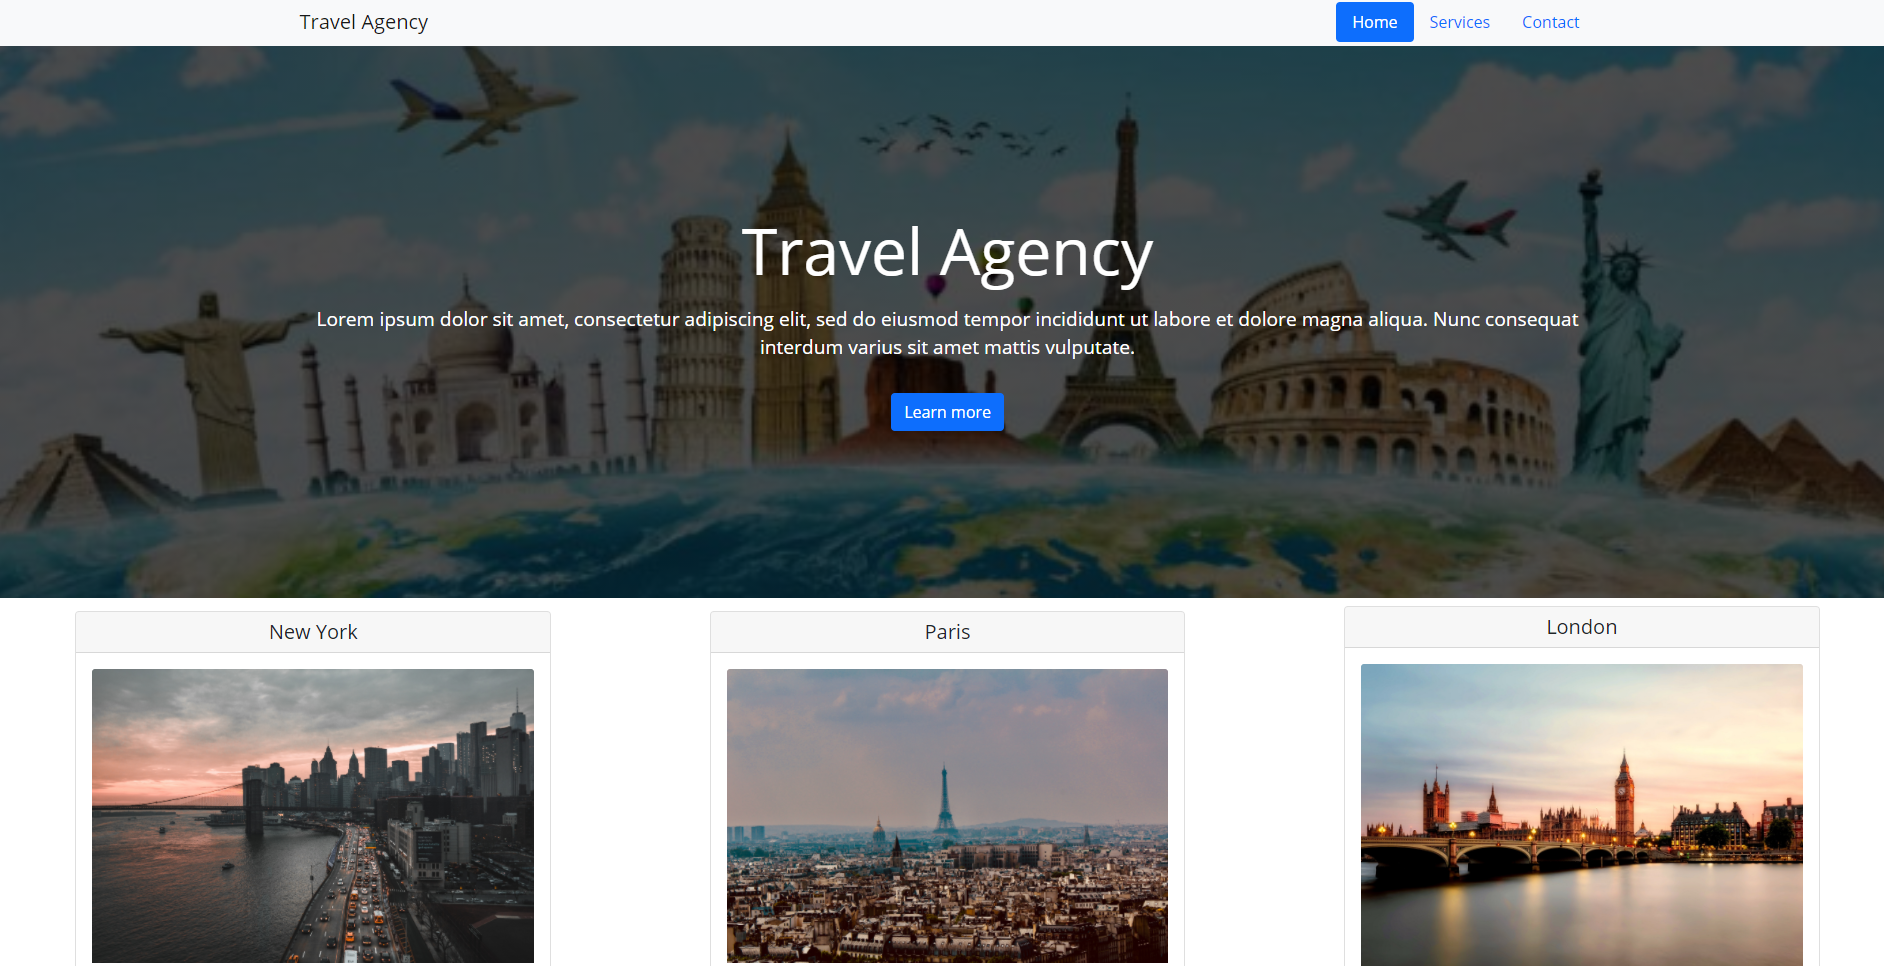 Travel Agency
Home Services Contact
Travel Agency
Lorem ipsum dolor sit amet, consectetur adipiscing elit, sed do eiusmod tempor incididunt ut labore et dolore magna aliqua. Nunc consequat
interdum varius sit amet mattis vulputate.
Learn more
New York
Paris
London